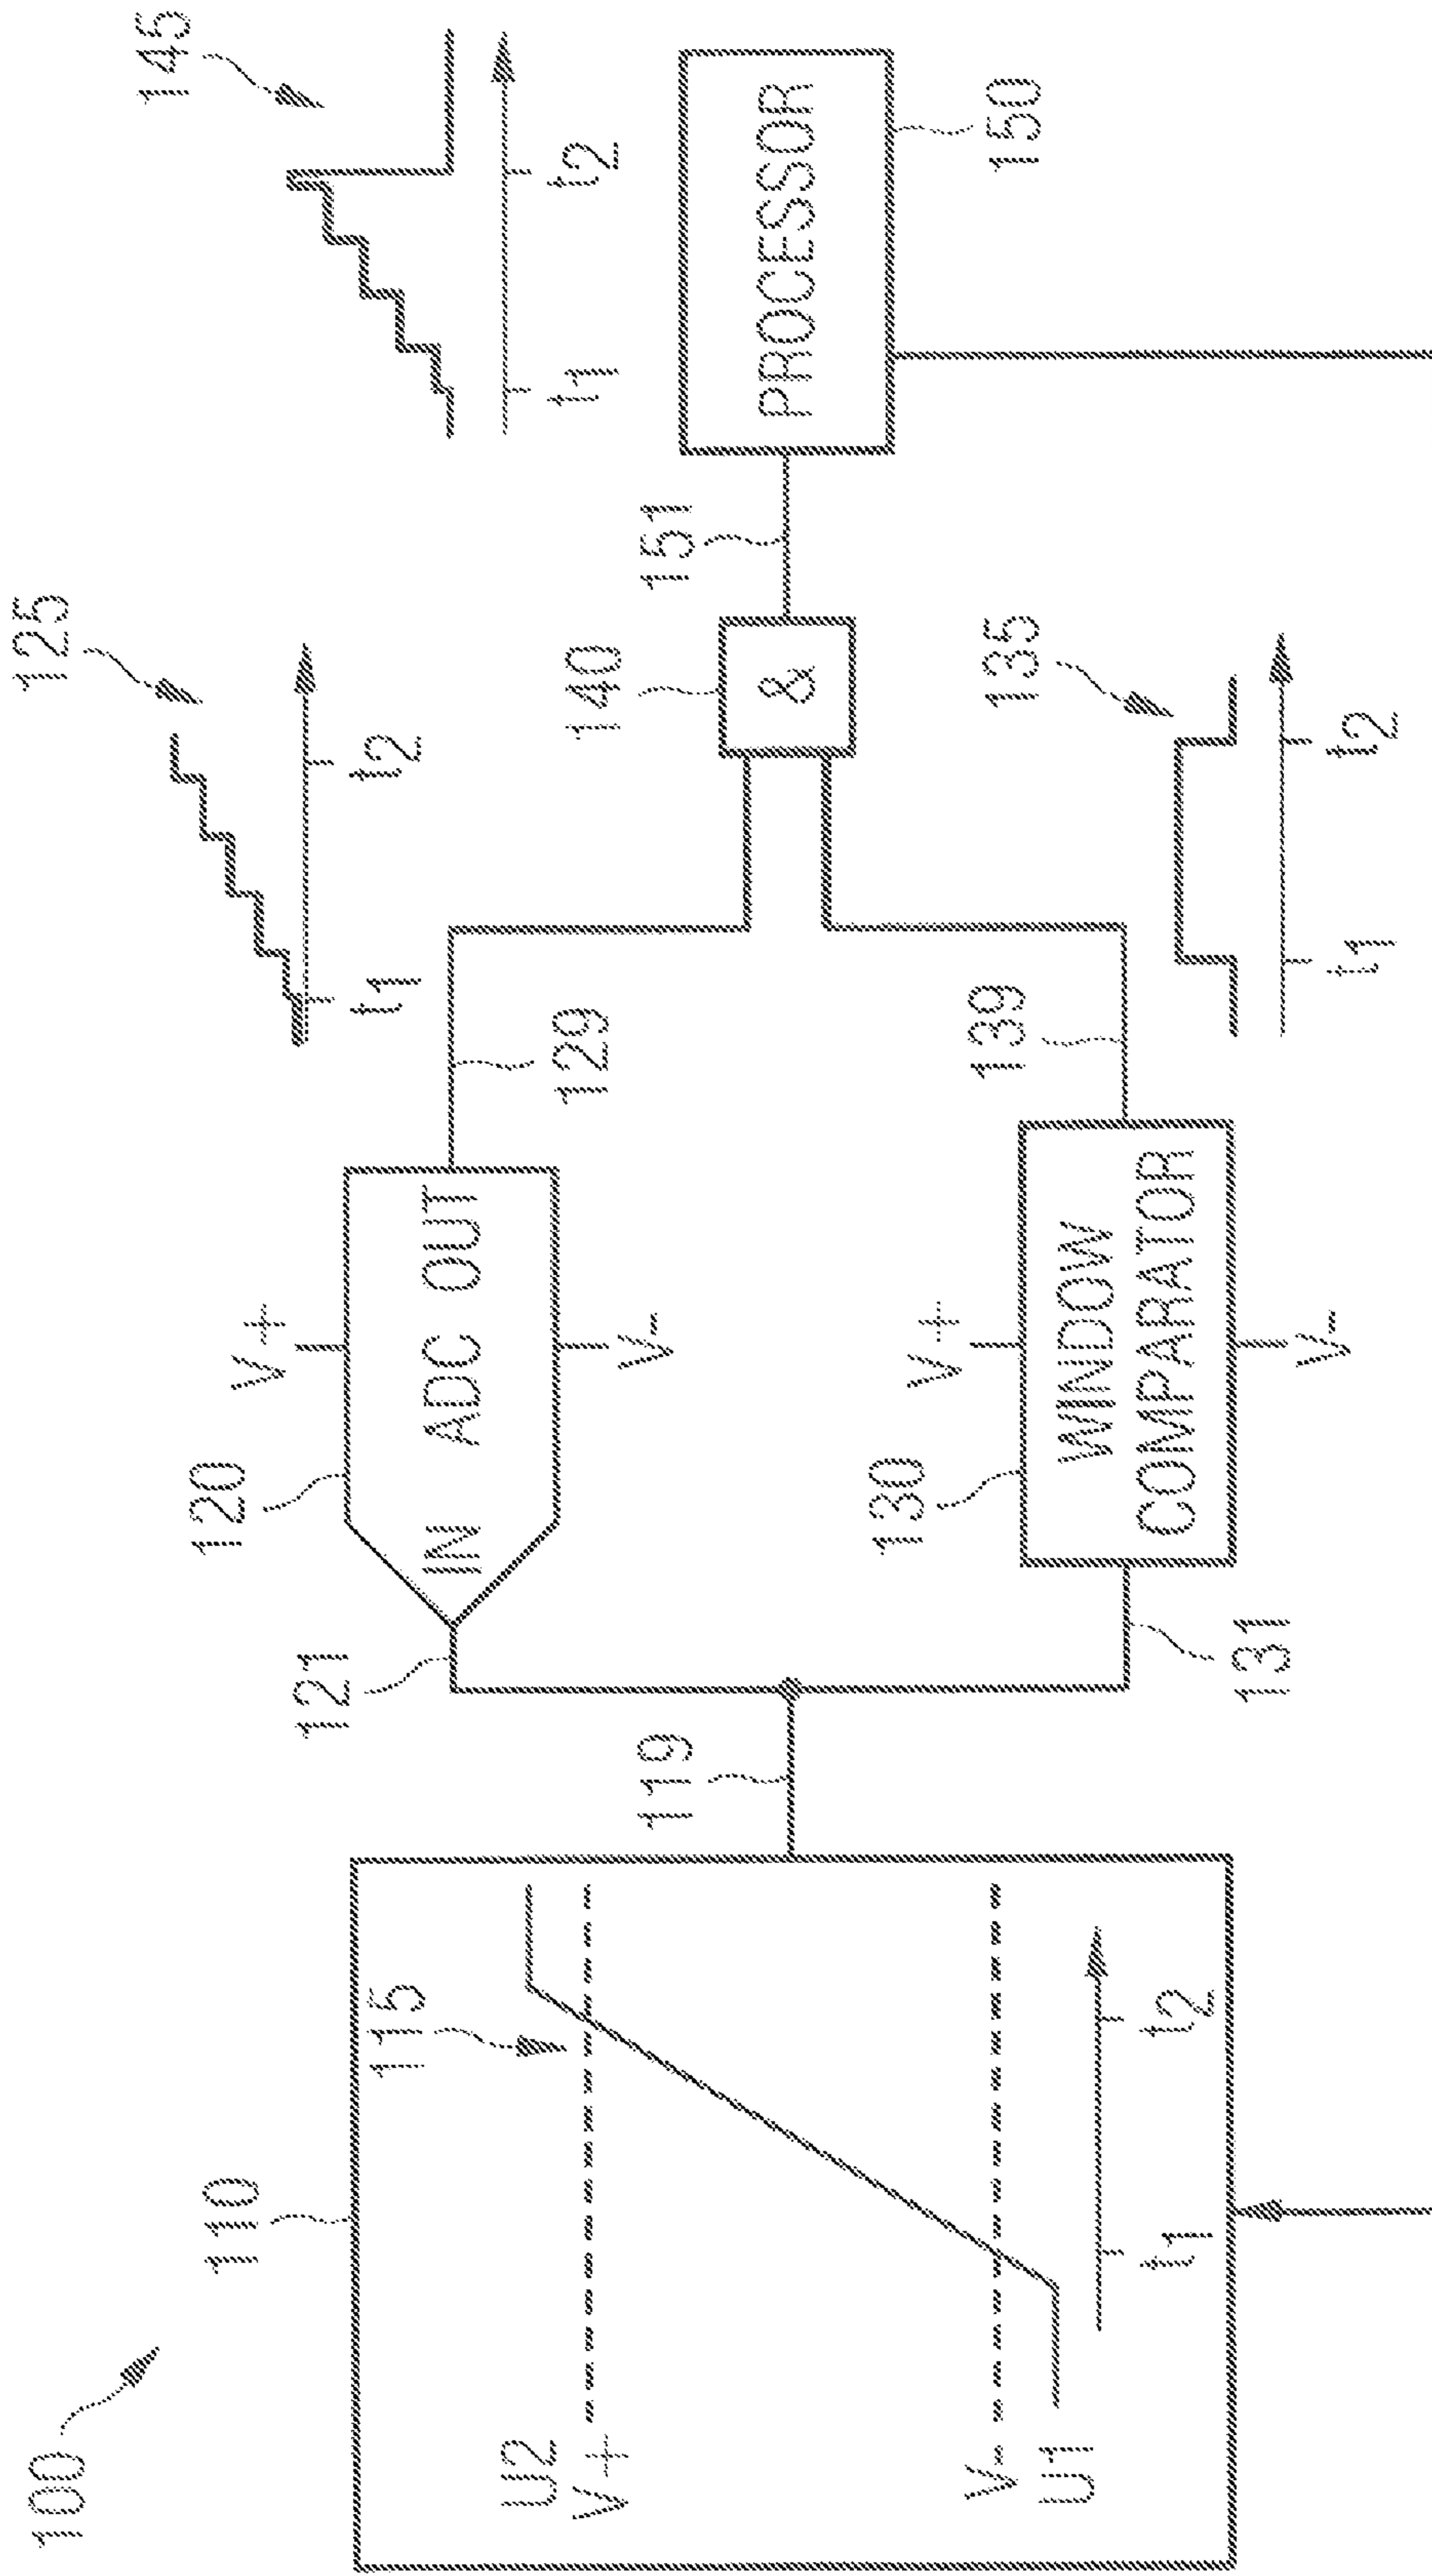 100
110
U2
V+
V-
U1
115
t1
t2
119
121
120
V+
IN ADC OUT
V-
129
125
t1
t2
131
130
V+
WINDOW
COMPARATOR
V-
139
135
t1
t2
140
&
151
145
t1
t2
PROCESSOR
150